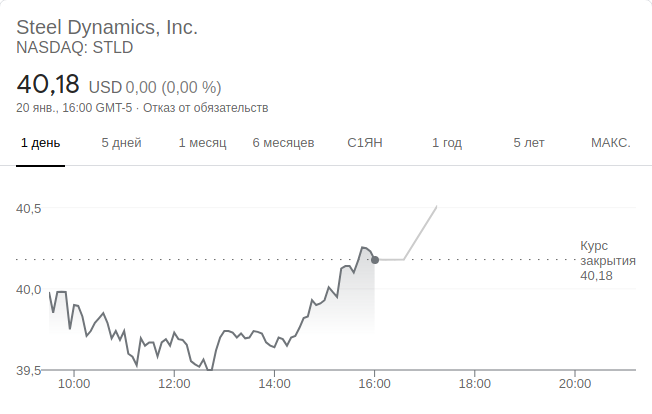 Steel Dynamics, Inc.
NASDAQ: STLD
40,18 USD 0,00 (0,00 %)
20 янв., 16:00 GMT-5 · Отказ от обязательств
1 день 5 дней 1 месяц 6 месяцев С1ЯН 1 год 5 лет МАКС.
40,5
Курс
закрытия
40,18
40,0
39,5
10:00 12:00 14:00 16:00 18:00 20:00